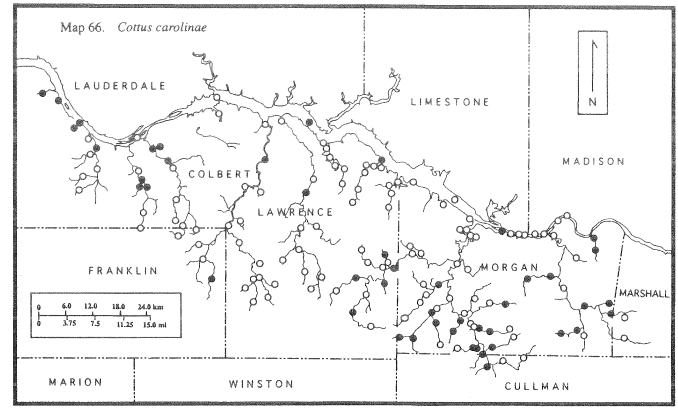 Map 66. Cottus carolinae
LAUDERDALE
LIMESTONE
N
MADISON
COLBERT
LAWRENCE
FRANKLIN
MORGAN
MARSHALL
0 6.0 12.0 18.0 24.0 km
0 3.75 7.5 11.25 15.0 mi
MARION
WINSTON
CULLMAN